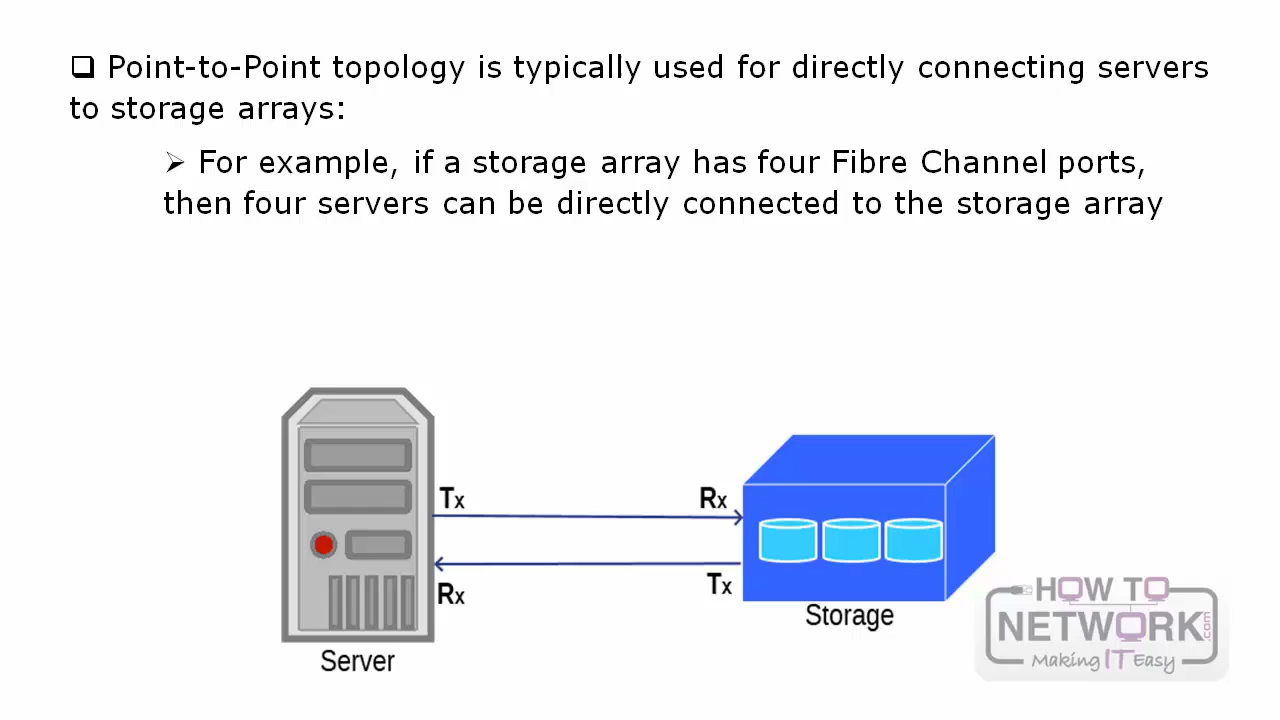 ❑ Point-to-Point topology is typically used for directly connecting servers
to storage arrays:
➢ For example, if a storage array has four Fibre Channel ports,
then four servers can be directly connected to the storage array
Tx
Rx
Rx
Tx
Server
Storage
HOW TO
NETWORK.com
Making IT Easy